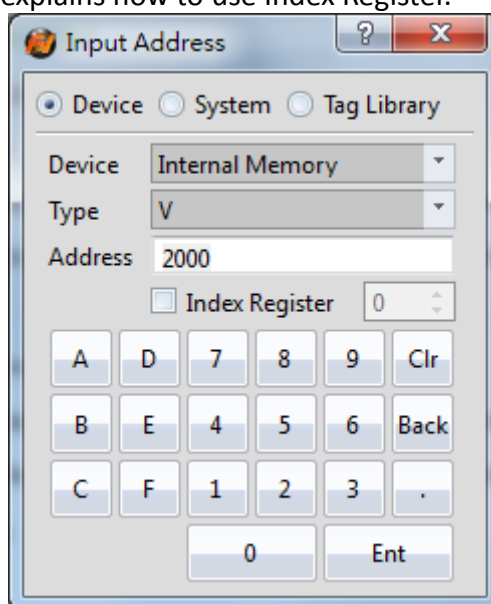 explains how to use Index Register.
Input Address
Device System Tag Library
Device Internal Memory
Type V
Address 2000
Index Register 0
A D 7 8 9 Clr
B E 4 5 6 Back
C F 1 2 3 .
0 Ent